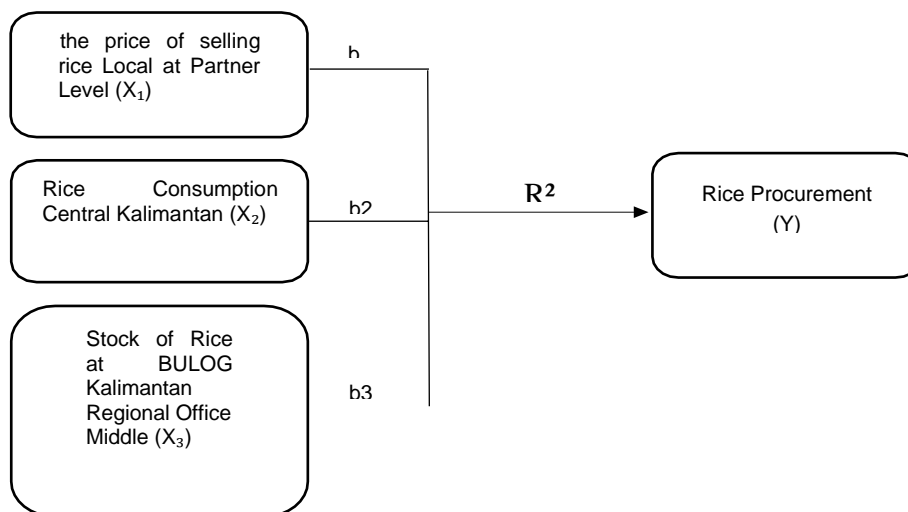 the price of selling
rice Local at Partner
Level (X₁)
b
Rice Consumption
Central Kalimantan (X₂)
b2
R²
Rice Procurement
(Y)
Stock of Rice
at BULOG
Kalimantan
Regional Office
Middle (X₃)
b3